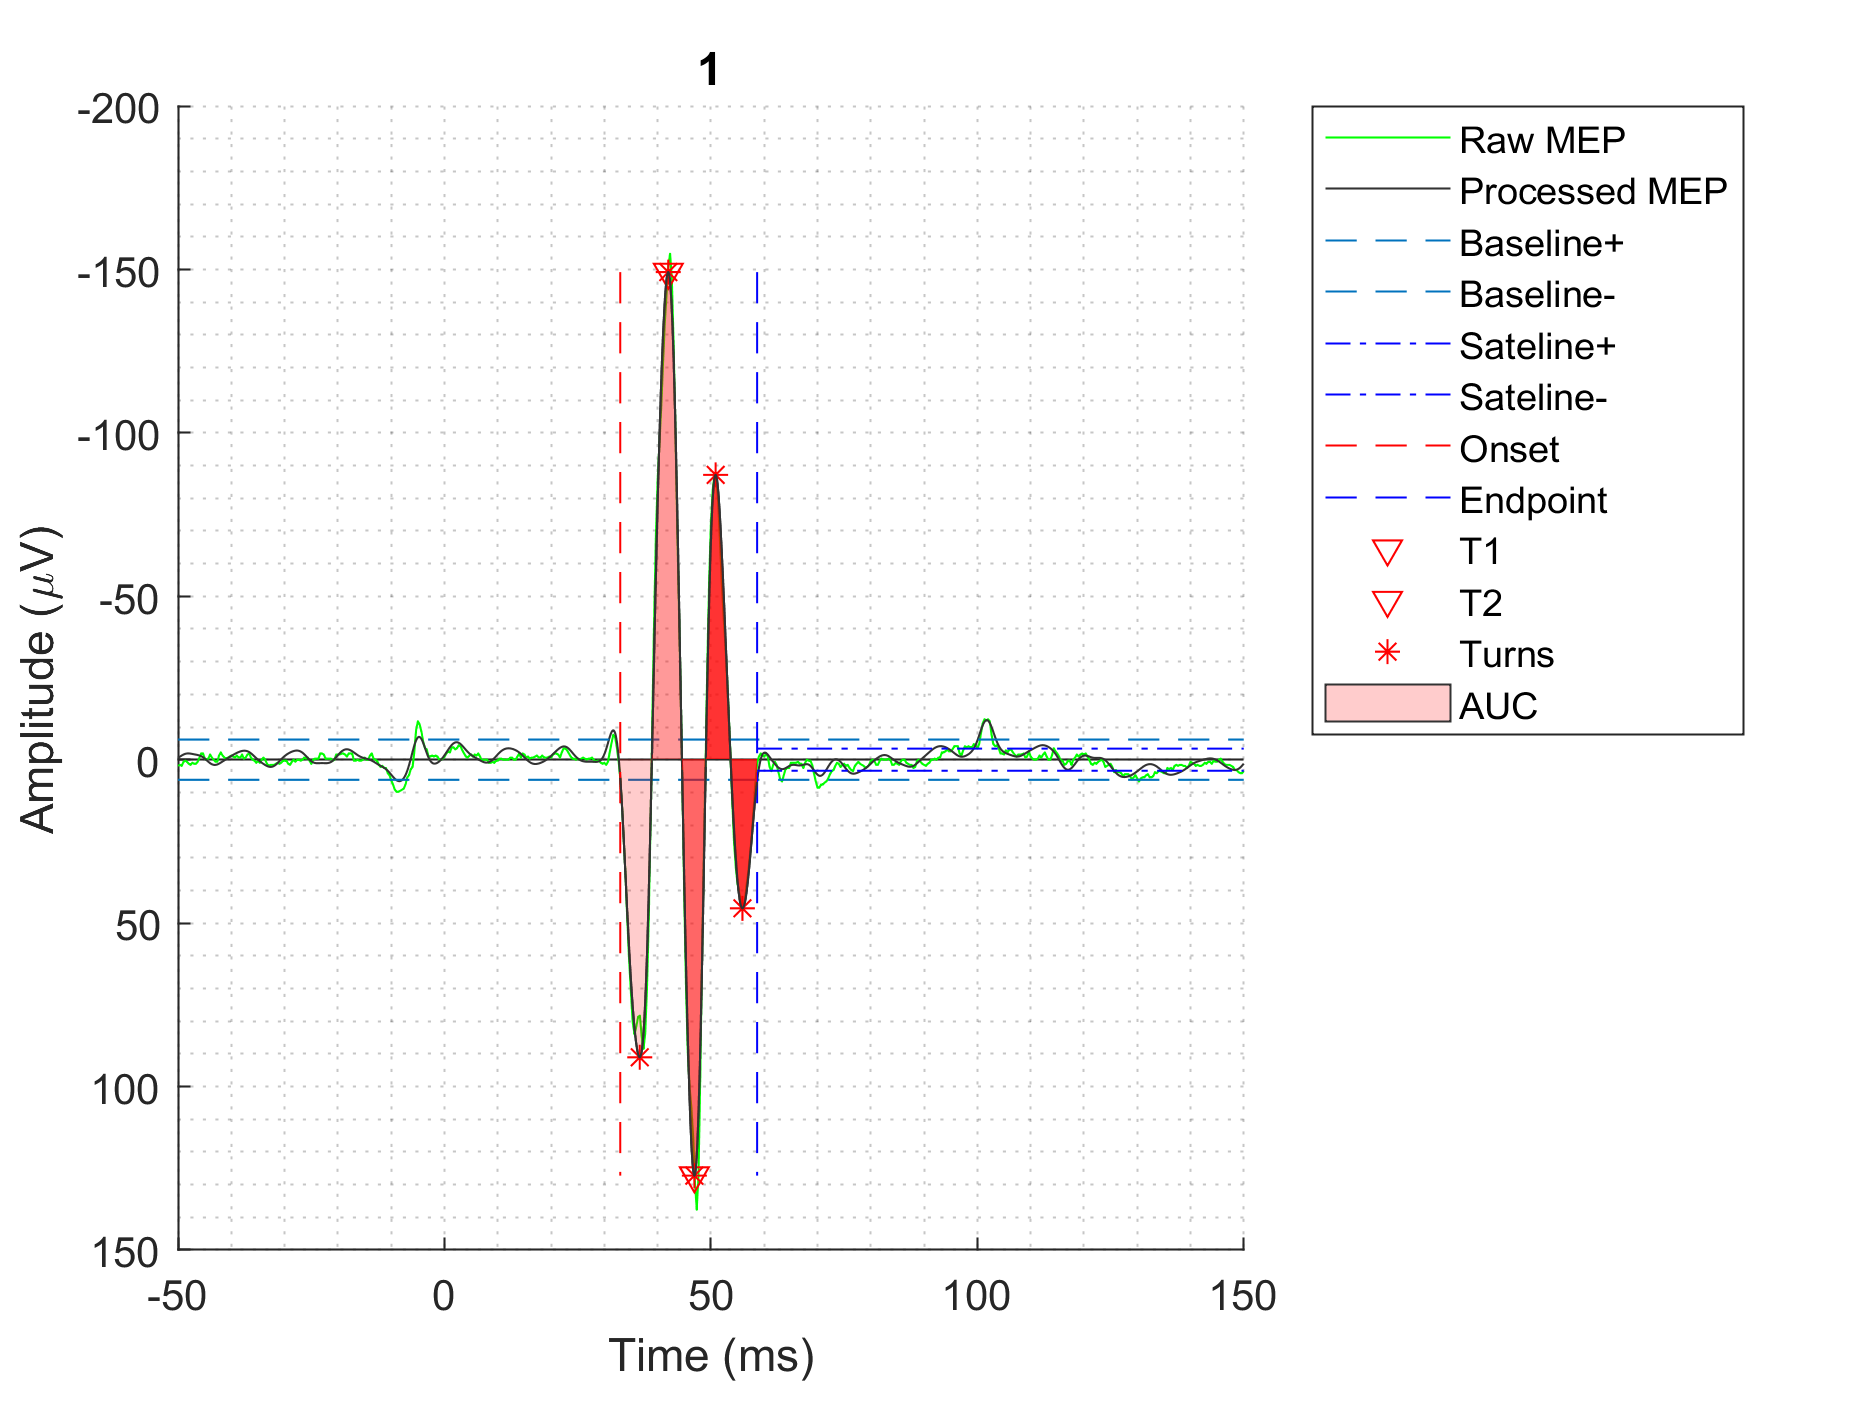 1
-200
-150
-100
-50
0
50
100
150
Amplitude (μV)
-50
0
50
100
150
Time (ms)
Raw MEP
Processed MEP
Baseline+
Baseline-
Sateline+
Sateline-
Onset
Endpoint
T1
T2
Turns
AUC